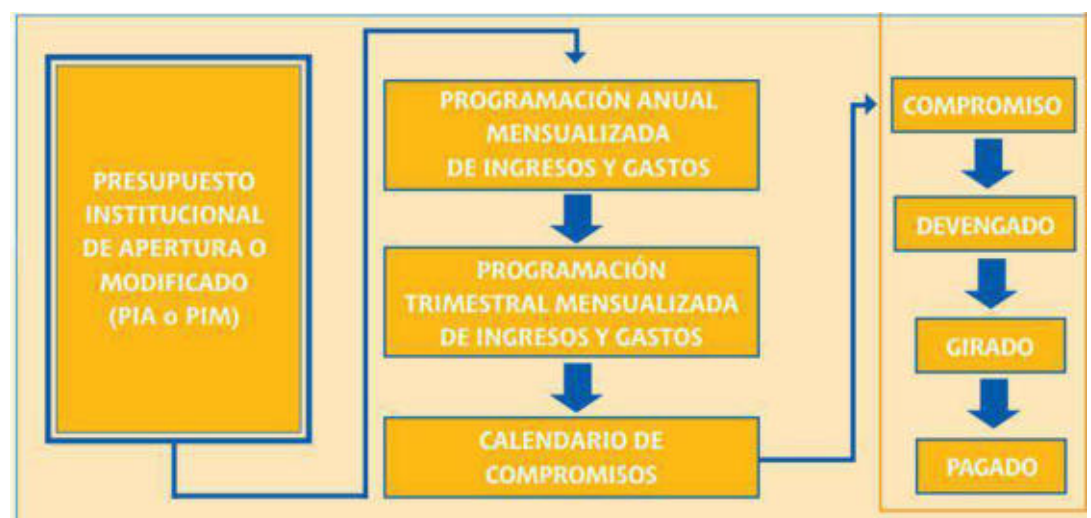 PRESUPUESTO
INSTITUCIONAL
DE APERTURA O
MODIFICADO
(PIA o PIM)
PROGRAMACIÓN ANUAL
MENSUALIZADA
DE INGRESOS Y GASTOS
PROGRAMACIÓN
TRIMESTRAL MENSUALIZADA
DE INGRESOS Y GASTOS
CALENDARIO DE
COMPROMISOS
COMPROMISO
DEVENGADO
GIRADO
PAGADO